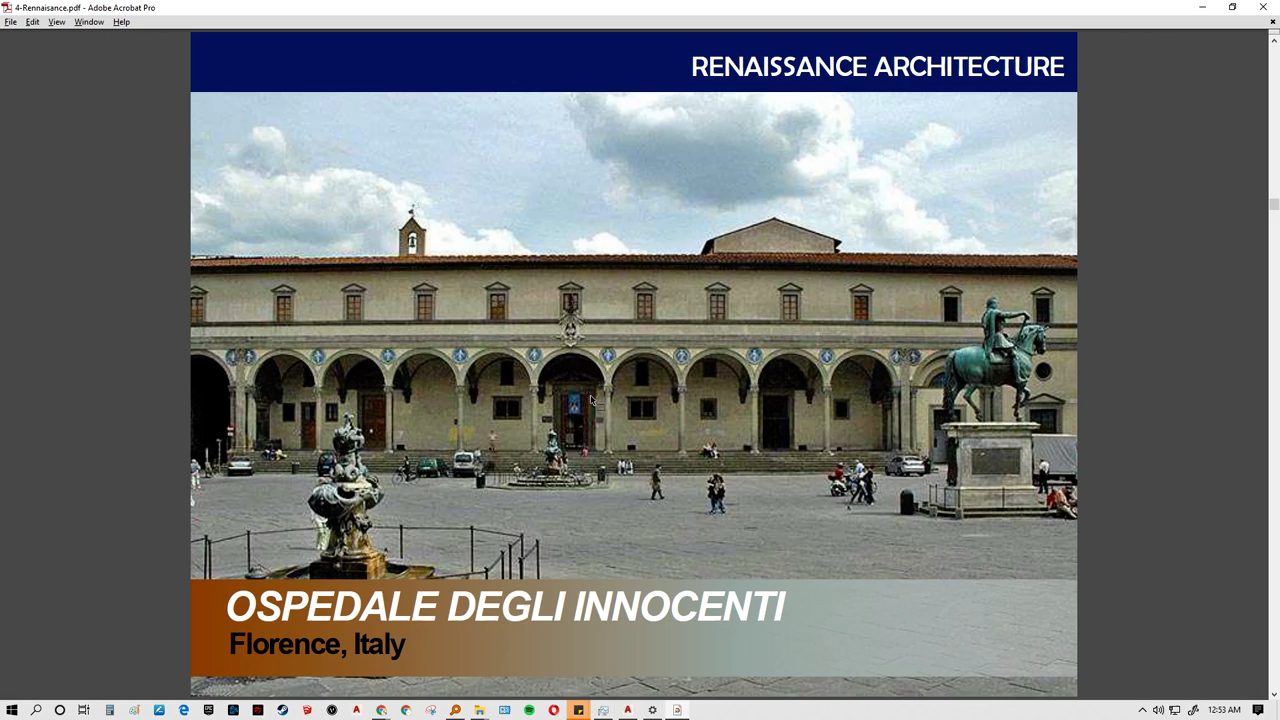 4-Rennaisance.pdf - Adobe Acrobat Pro
File Edit View Window Help
RENAISSANCE ARCHITECTURE
OSPEDALE DEGLI INNOCENTI
Florence, Italy
12:53 AM